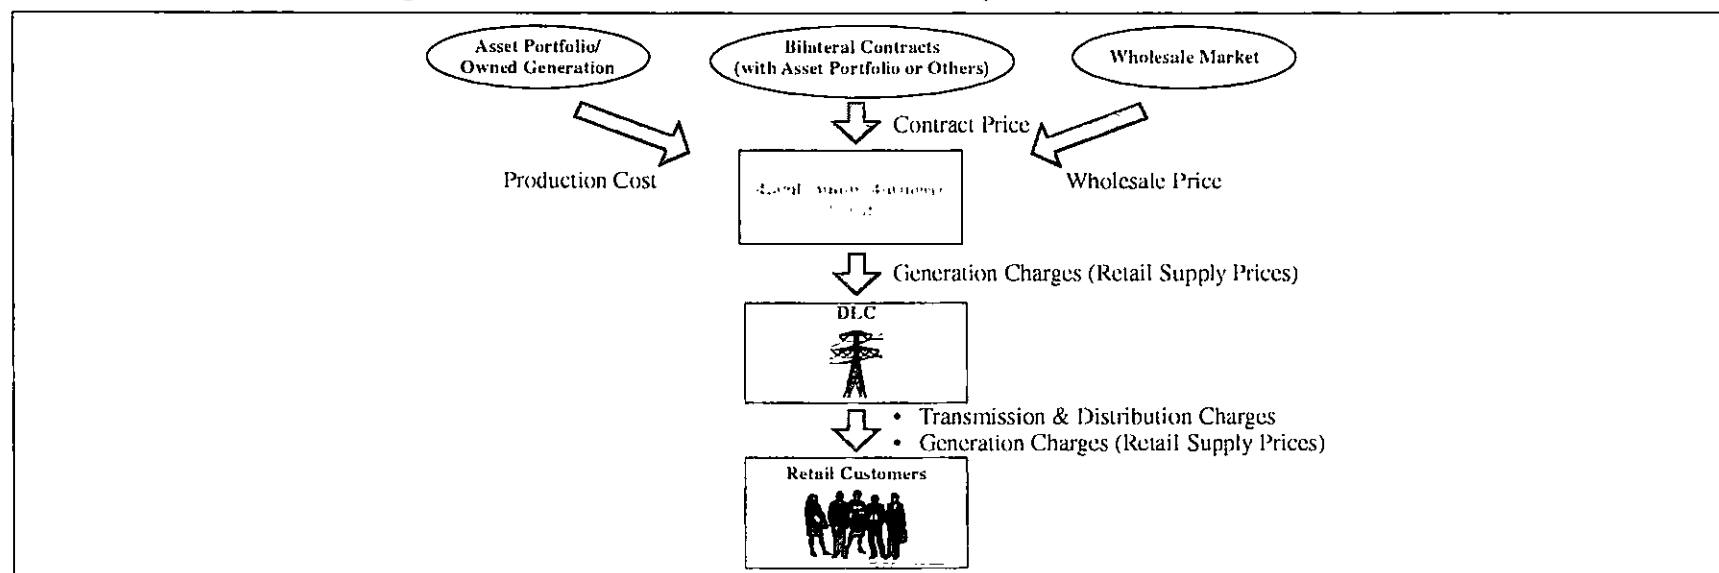 Asset Portfolio/
Owned Generation
Bilateral Contracts
(with Asset Portfolio or Others)
Wholesale Market
Contract Price
Production Cost
Wholesale Price
Generation Charges (Retail Supply Prices)
DLC
• Transmission & Distribution Charges
• Generation Charges (Retail Supply Prices)
Retail Customers